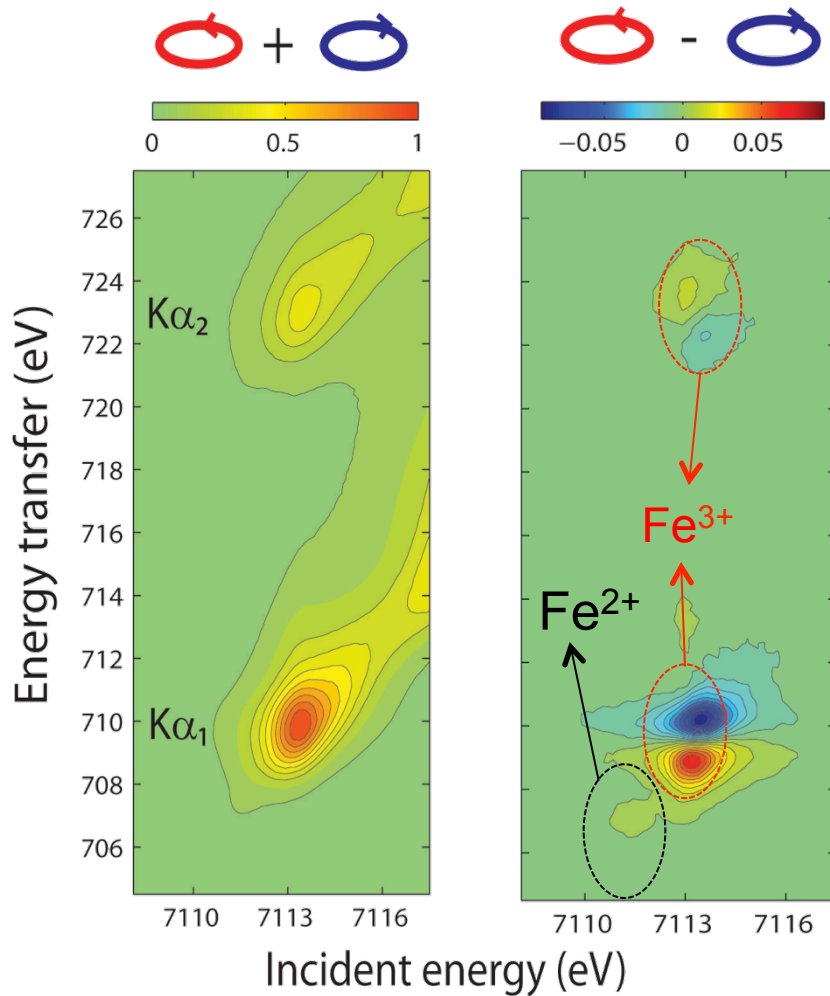 +
-
0 0.5 1
−0.05 0 0.05
726
724
722
720
718
716
714
712
710
708
706
Kα₂
Kα₁
Energy transfer (eV)
Fe³⁺
Fe²⁺
7110 7113 7116
7110 7113 7116
Incident energy (eV)